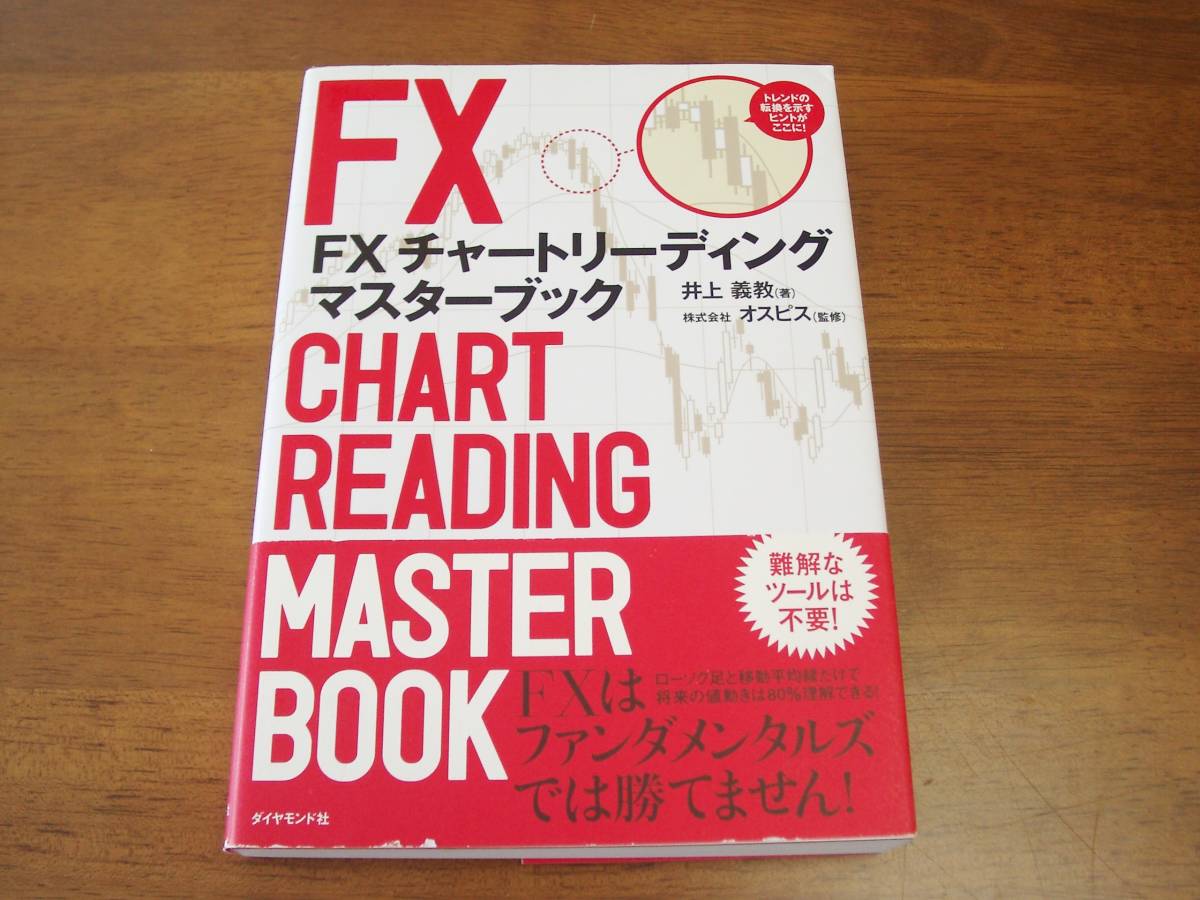 FX
トレンドの
転換を示す
ヒントが
ここに!
FXチャートリーディング
マスターブック
井上 義教(著)
株式会社 オスピス(監修)
CHART
READING
MASTER
BOOK
難解な
ツールは
不要!
ローソク足と移動平均線だけで
将来の値動きは80%理解できる!
FXは
ファンダメンタルズ
では勝てません!
ダイヤモンド社